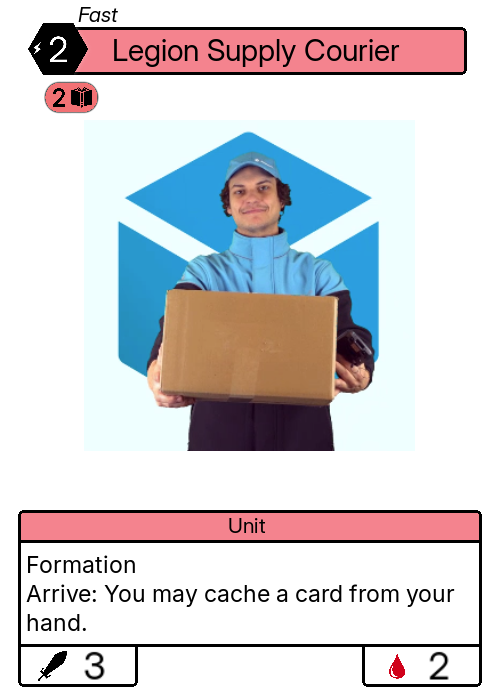 Fast
2 Legion Supply Courier
2
Unit
Formation
Arrive: You may cache a card from your
hand.
3 2